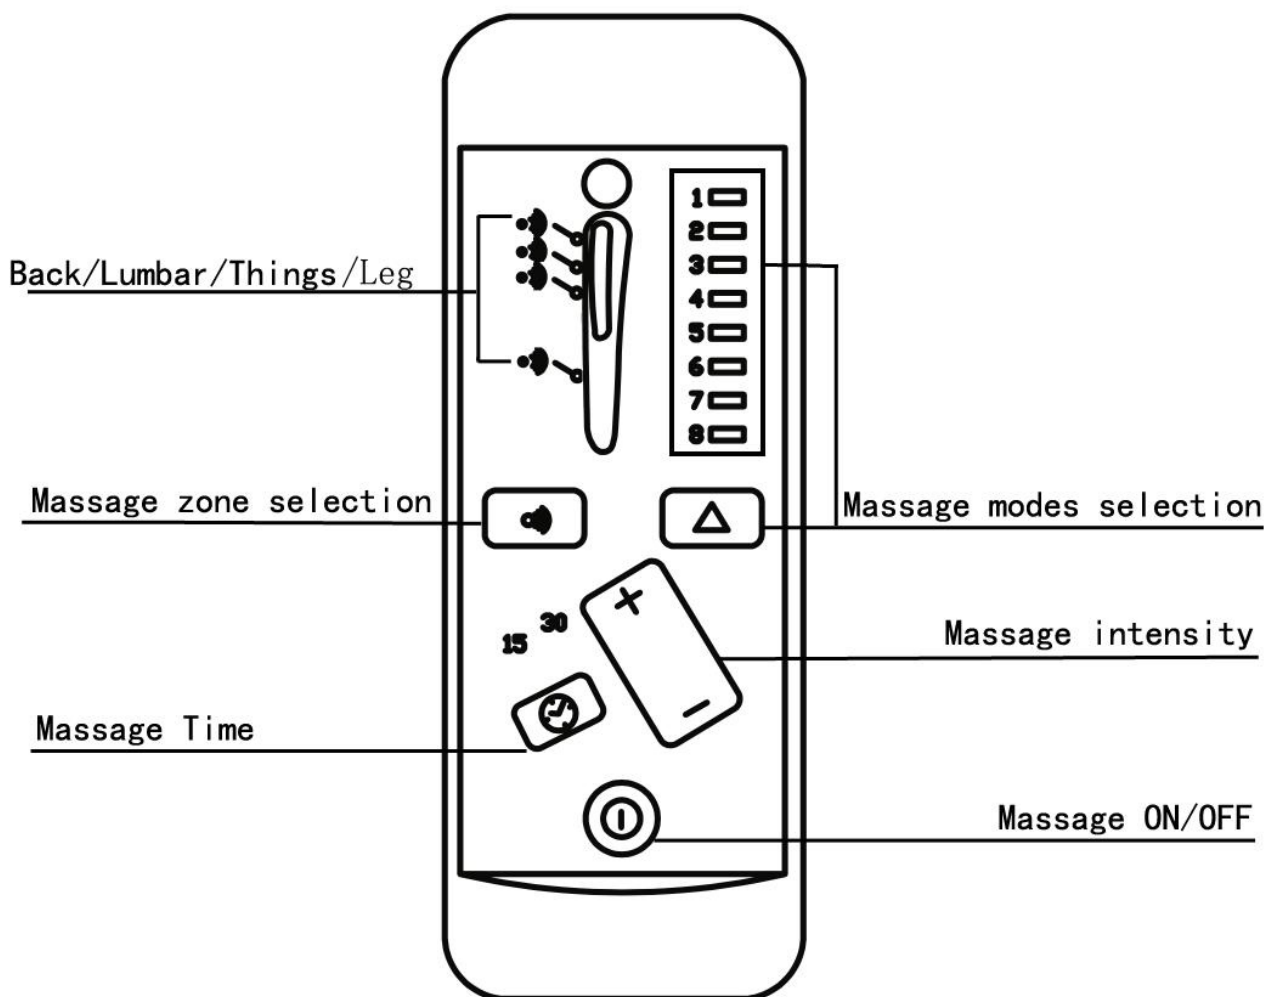 1
2
3
Back/Lumbar/Things/Leg
4
5
6
7
8
Massage zone selection
Massage modes selection
30
15
Massage intensity
Massage Time
Massage ON/OFF